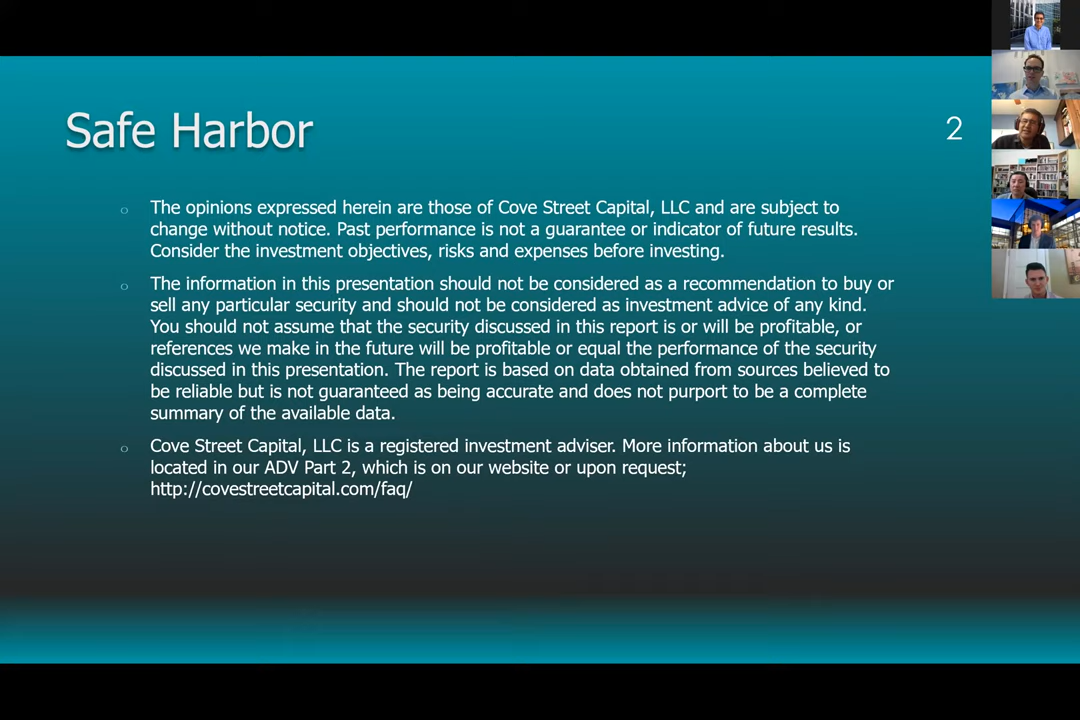 Safe Harbor
2
The opinions expressed herein are those of Cove Street Capital, LLC and are subject to
change without notice. Past performance is not a guarantee or indicator of future results.
Consider the investment objectives, risks and expenses before investing.
The information in this presentation should not be considered as a recommendation to buy or
sell any particular security and should not be considered as investment advice of any kind.
You should not assume that the security discussed in this report is or will be profitable, or
references we make in the future will be profitable or equal the performance of the security
discussed in this presentation. The report is based on data obtained from sources believed to
be reliable but is not guaranteed as being accurate and does not purport to be a complete
summary of the available data.
Cove Street Capital, LLC is a registered investment adviser. More information about us is
located in our ADV Part 2, which is on our website or upon request;
http://covestreetcapital.com/faq/